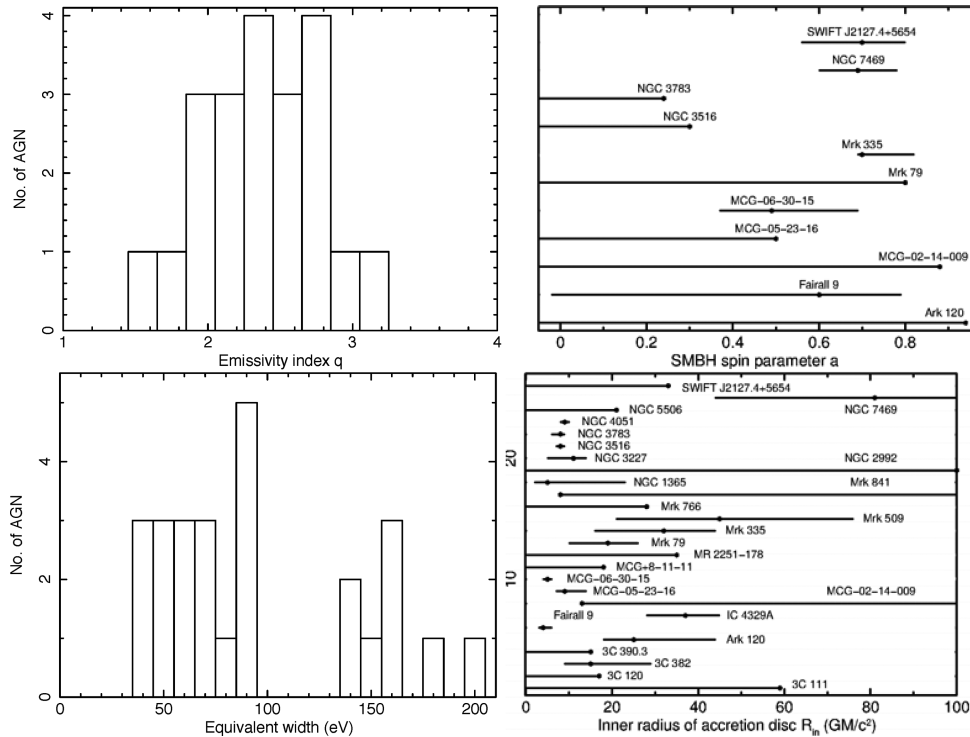 No. of AGN
4
3
2
1
0
1
2
3
4
Emissivity index q
SWIFT J2127.4+5654
NGC 7469
NGC 3783
NGC 3516
Mrk 335
Mrk 79
MCG−06−30−15
MCG−05−23−16
MCG−02−14−009
Fairall 9
Ark 120
0
0.2
0.4
0.6
0.8
SMBH spin parameter a
No. of AGN
4
2
0
0
50
100
150
200
Equivalent width (eV)
20
10
SWIFT J2127.4+5654
NGC 5506
NGC 7469
NGC 4051
NGC 3783
NGC 3516
NGC 3227
NGC 2992
NGC 1365
Mrk 841
Mrk 766
Mrk 509
Mrk 335
Mrk 79
MR 2251−178
MCG+8−11−11
MCG−06−30−15
MCG−05−23−16
MCG−02−14−009
Fairall 9
IC 4329A
Ark 120
3C 390.3
3C 382
3C 120
3C 111
0
20
40
60
80
100
Inner radius of accretion disc R_in (GM/c²)